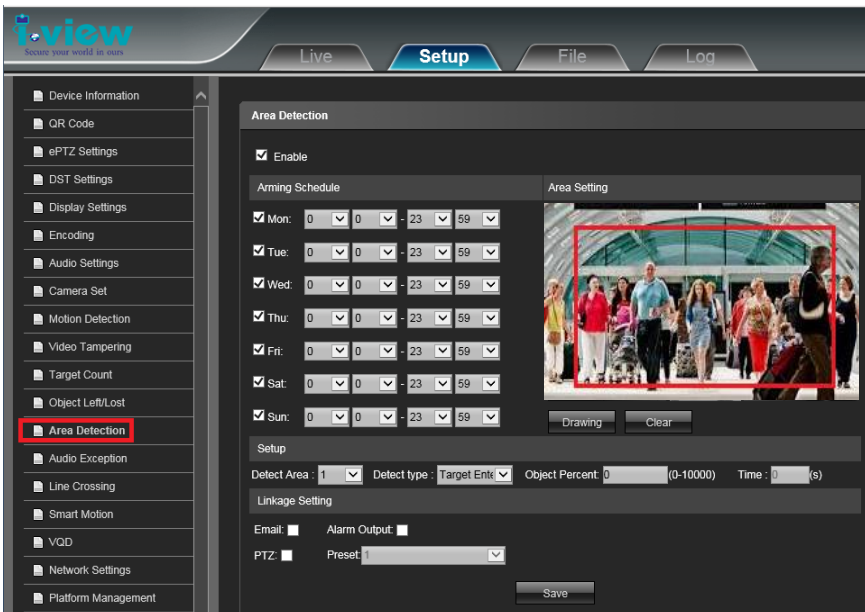 i-view
Secure your world in ours
Live
Setup
File
Log
Device Information
QR Code
ePTZ Settings
DST Settings
Display Settings
Encoding
Audio Settings
Camera Set
Motion Detection
Video Tampering
Target Count
Object Left/Lost
Area Detection
Audio Exception
Line Crossing
Smart Motion
VQD
Network Settings
Platform Management
Area Detection
Enable
Arming Schedule
Area Setting
Mon: 0 0 - 23 59
Tue: 0 0 - 23 59
Wed: 0 0 - 23 59
Thu: 0 0 - 23 59
Fri: 0 0 - 23 59
Sat: 0 0 - 23 59
Sun: 0 0 - 23 59
Drawing
Clear
Setup
Detect Area : 1 Detect type : Target Ente Object Percent: 0 (0-10000) Time : 0 (s)
Linkage Setting
Email: Alarm Output:
PTZ: Preset: 1
Save